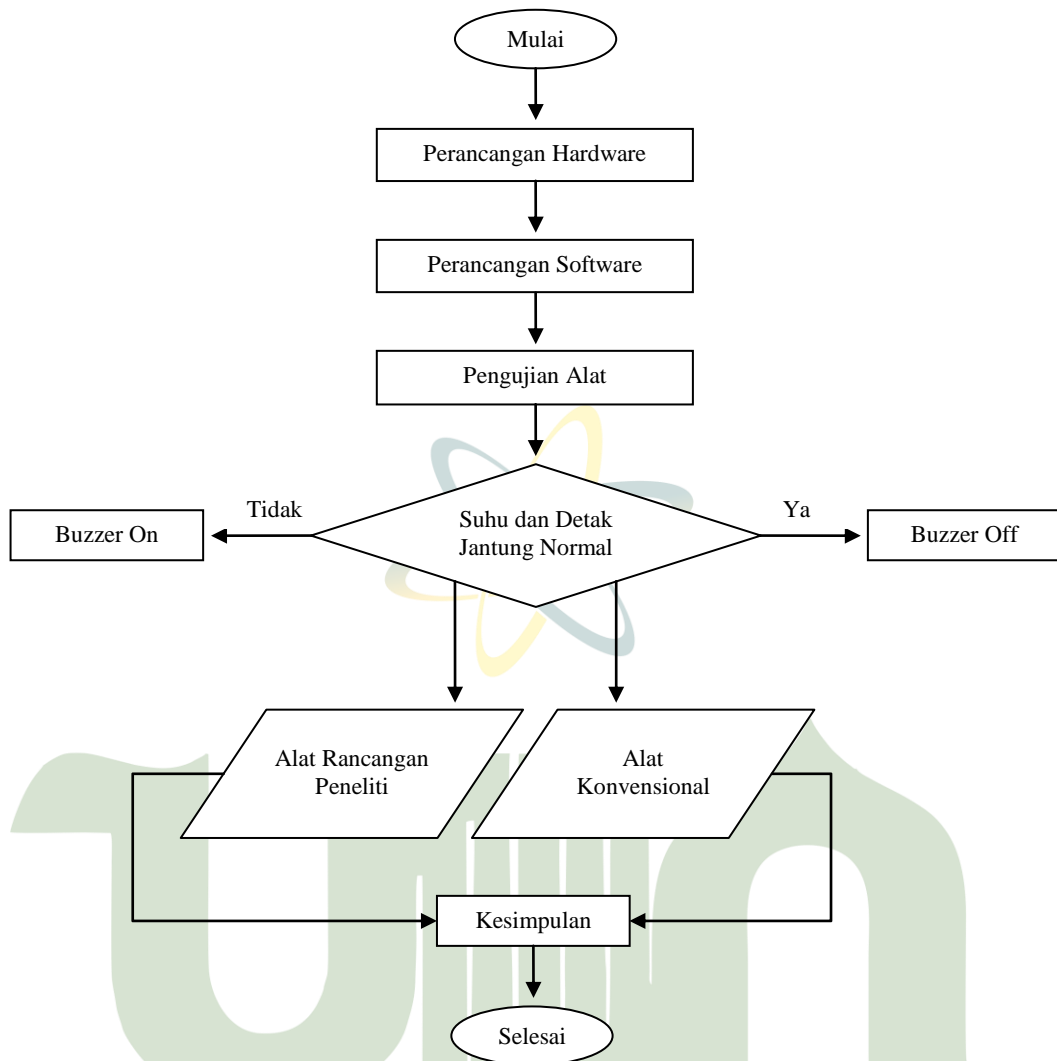 Mulai
Perancangan Hardware
Perancangan Software
Pengujian Alat
Tidak
Ya
Buzzer On
Suhu dan Detak
Jantung Normal
Buzzer Off
Alat Rancangan
Peneliti
Alat
Konvensional
Kesimpulan
Selesai